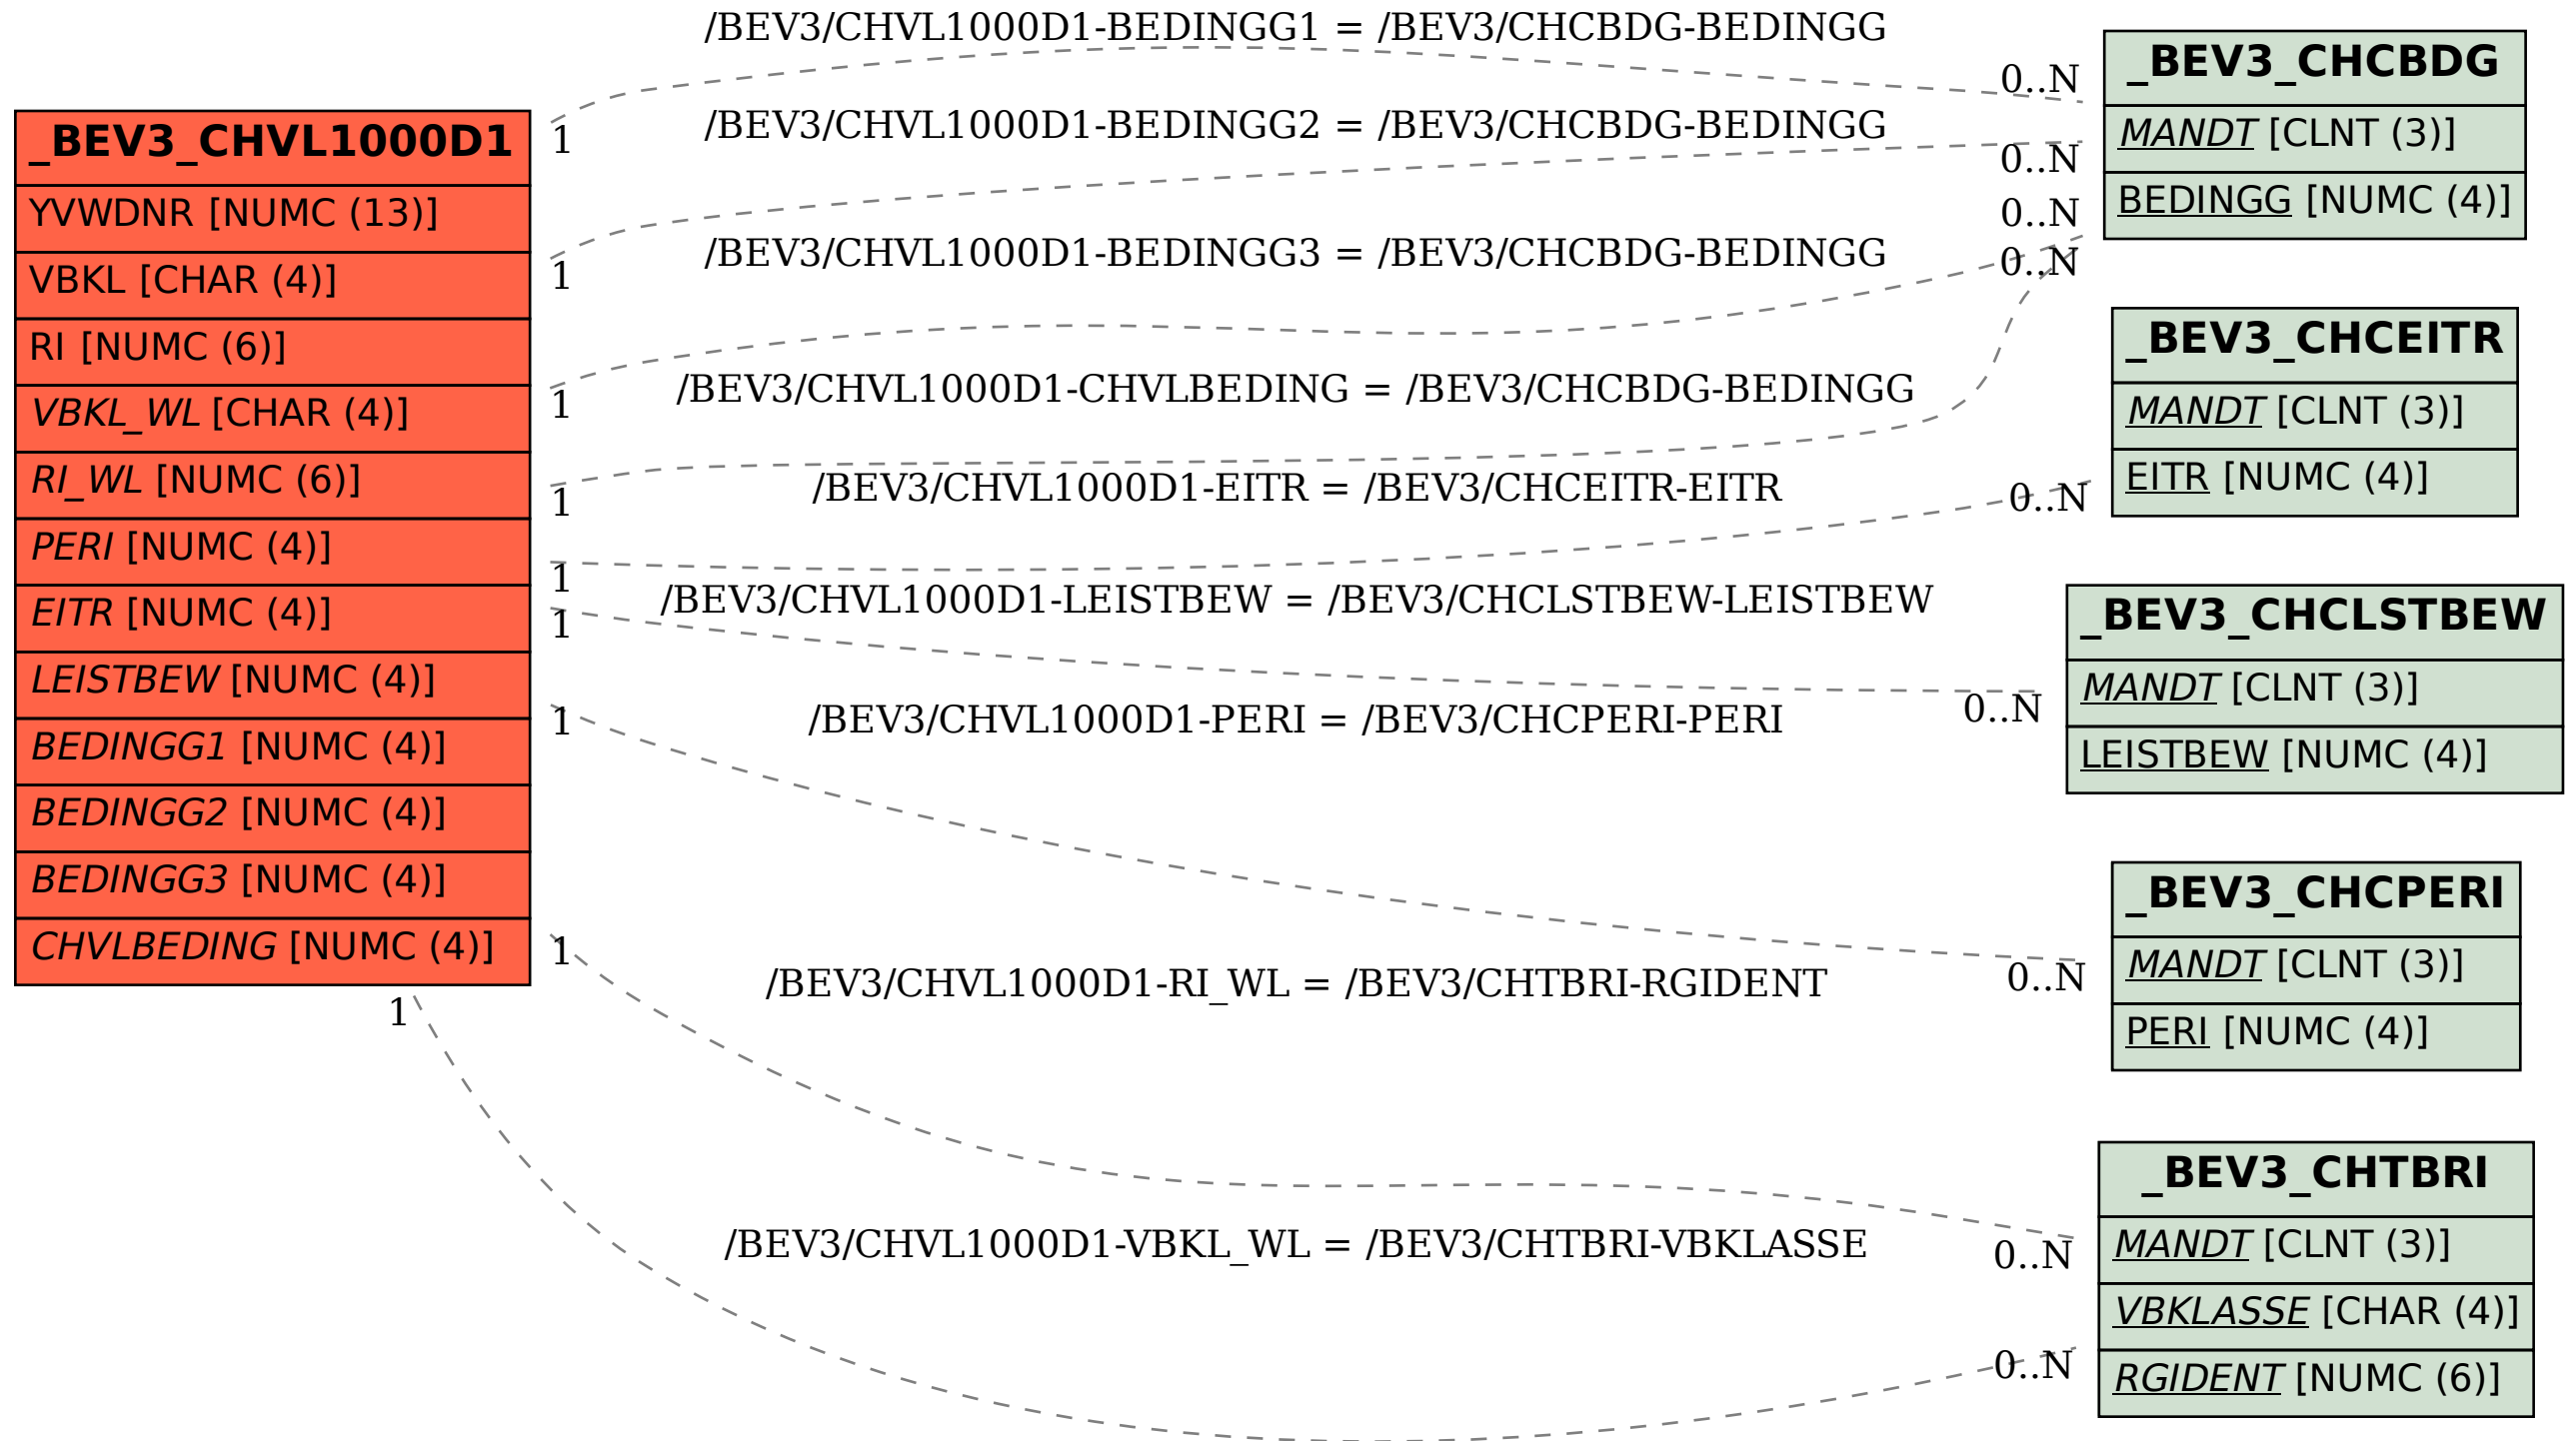 _BEV3_CHVL1000D1
YVWDNR [NUMC (13)]
VBKL [CHAR (4)]
RI [NUMC (6)]
VBKL_WL [CHAR (4)]
RI_WL [NUMC (6)]
PERI [NUMC (4)]
EITR [NUMC (4)]
LEISTBEW [NUMC (4)]
BEDINGG1 [NUMC (4)]
BEDINGG2 [NUMC (4)]
BEDINGG3 [NUMC (4)]
CHVLBEDING [NUMC (4)]
/BEV3/CHVL1000D1-BEDINGG1 = /BEV3/CHCBDG-BEDINGG
1
0..N
/BEV3/CHVL1000D1-BEDINGG2 = /BEV3/CHCBDG-BEDINGG
1
0..N
/BEV3/CHVL1000D1-BEDINGG3 = /BEV3/CHCBDG-BEDINGG
1
0..N
/BEV3/CHVL1000D1-CHVLBEDING = /BEV3/CHCBDG-BEDINGG
1
0..N
/BEV3/CHVL1000D1-EITR = /BEV3/CHCEITR-EITR
1
0..N
/BEV3/CHVL1000D1-LEISTBEW = /BEV3/CHCLSTBEW-LEISTBEW
1
0..N
/BEV3/CHVL1000D1-PERI = /BEV3/CHCPERI-PERI
1
0..N
/BEV3/CHVL1000D1-RI_WL = /BEV3/CHTBRI-RGIDENT
1
0..N
/BEV3/CHVL1000D1-VBKL_WL = /BEV3/CHTBRI-VBKLASSE
1
0..N
_BEV3_CHCBDG
MANDT [CLNT (3)]
BEDINGG [NUMC (4)]
_BEV3_CHCEITR
MANDT [CLNT (3)]
EITR [NUMC (4)]
_BEV3_CHCLSTBEW
MANDT [CLNT (3)]
LEISTBEW [NUMC (4)]
_BEV3_CHCPERI
MANDT [CLNT (3)]
PERI [NUMC (4)]
_BEV3_CHTBRI
MANDT [CLNT (3)]
VBKLASSE [CHAR (4)]
RGIDENT [NUMC (6)]